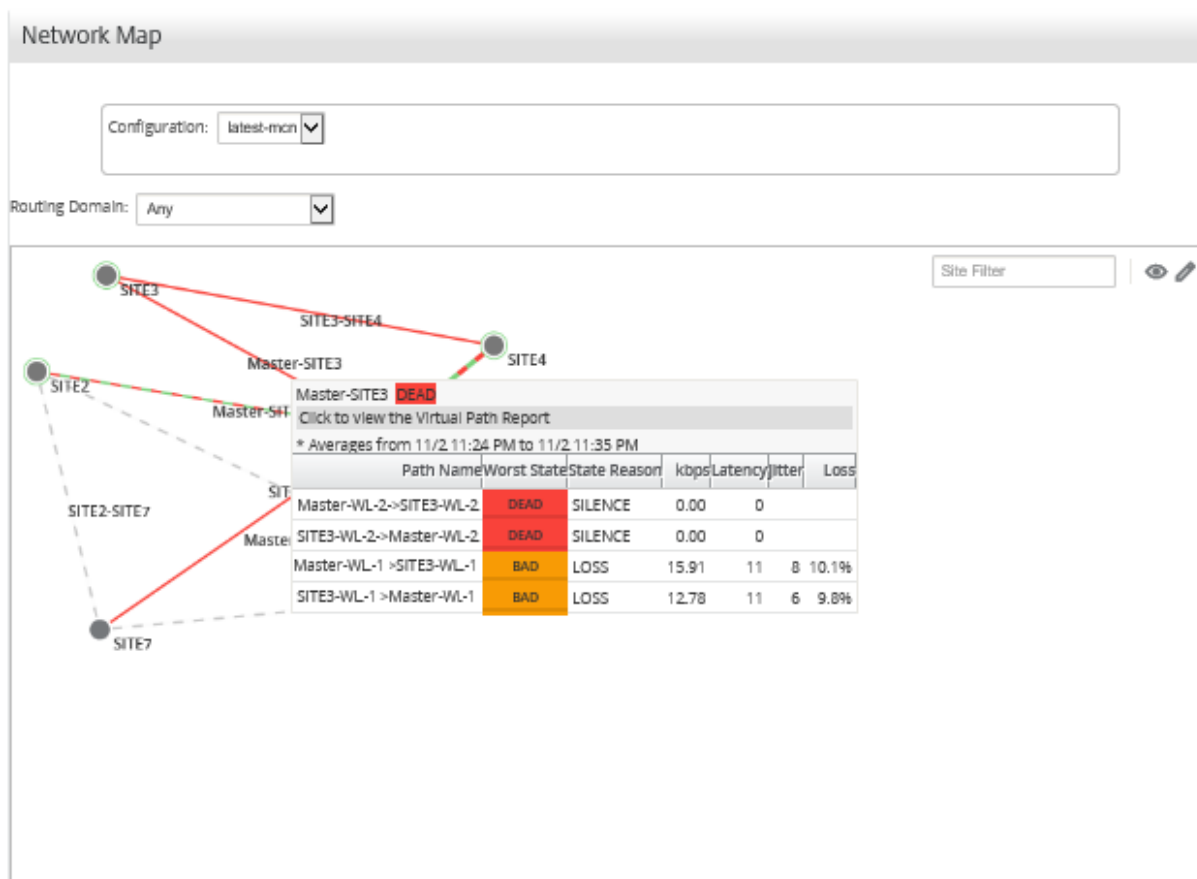 Network Map
Configuration: latest-mcn
Routing Domain: Any
Site Filter
SITE3
SITE3-SITE4
SITE4
Master-SITE3
SITE2
Master-SIT
Master-SITE3 DEAD
Click to view the Virtual Path Report
* Averages from 11/2 11:24 PM to 11/2 11:35 PM
Path Name Worst State State Reason kbps Latency Jitter Loss
SIT
Master-WL-2->SITE3-WL-2 DEAD SILENCE 0.00 0
SITE2-SITE7
Maste
SITE3-WL-2->Master-WL-2 DEAD SILENCE 0.00 0
Master-WL-1 >SITE3-WL-1 BAD LOSS 15.91 11 8 10.1%
SITE3-WL-1 >Master-WL-1 BAD LOSS 12.78 11 6 9.8%
SITE7